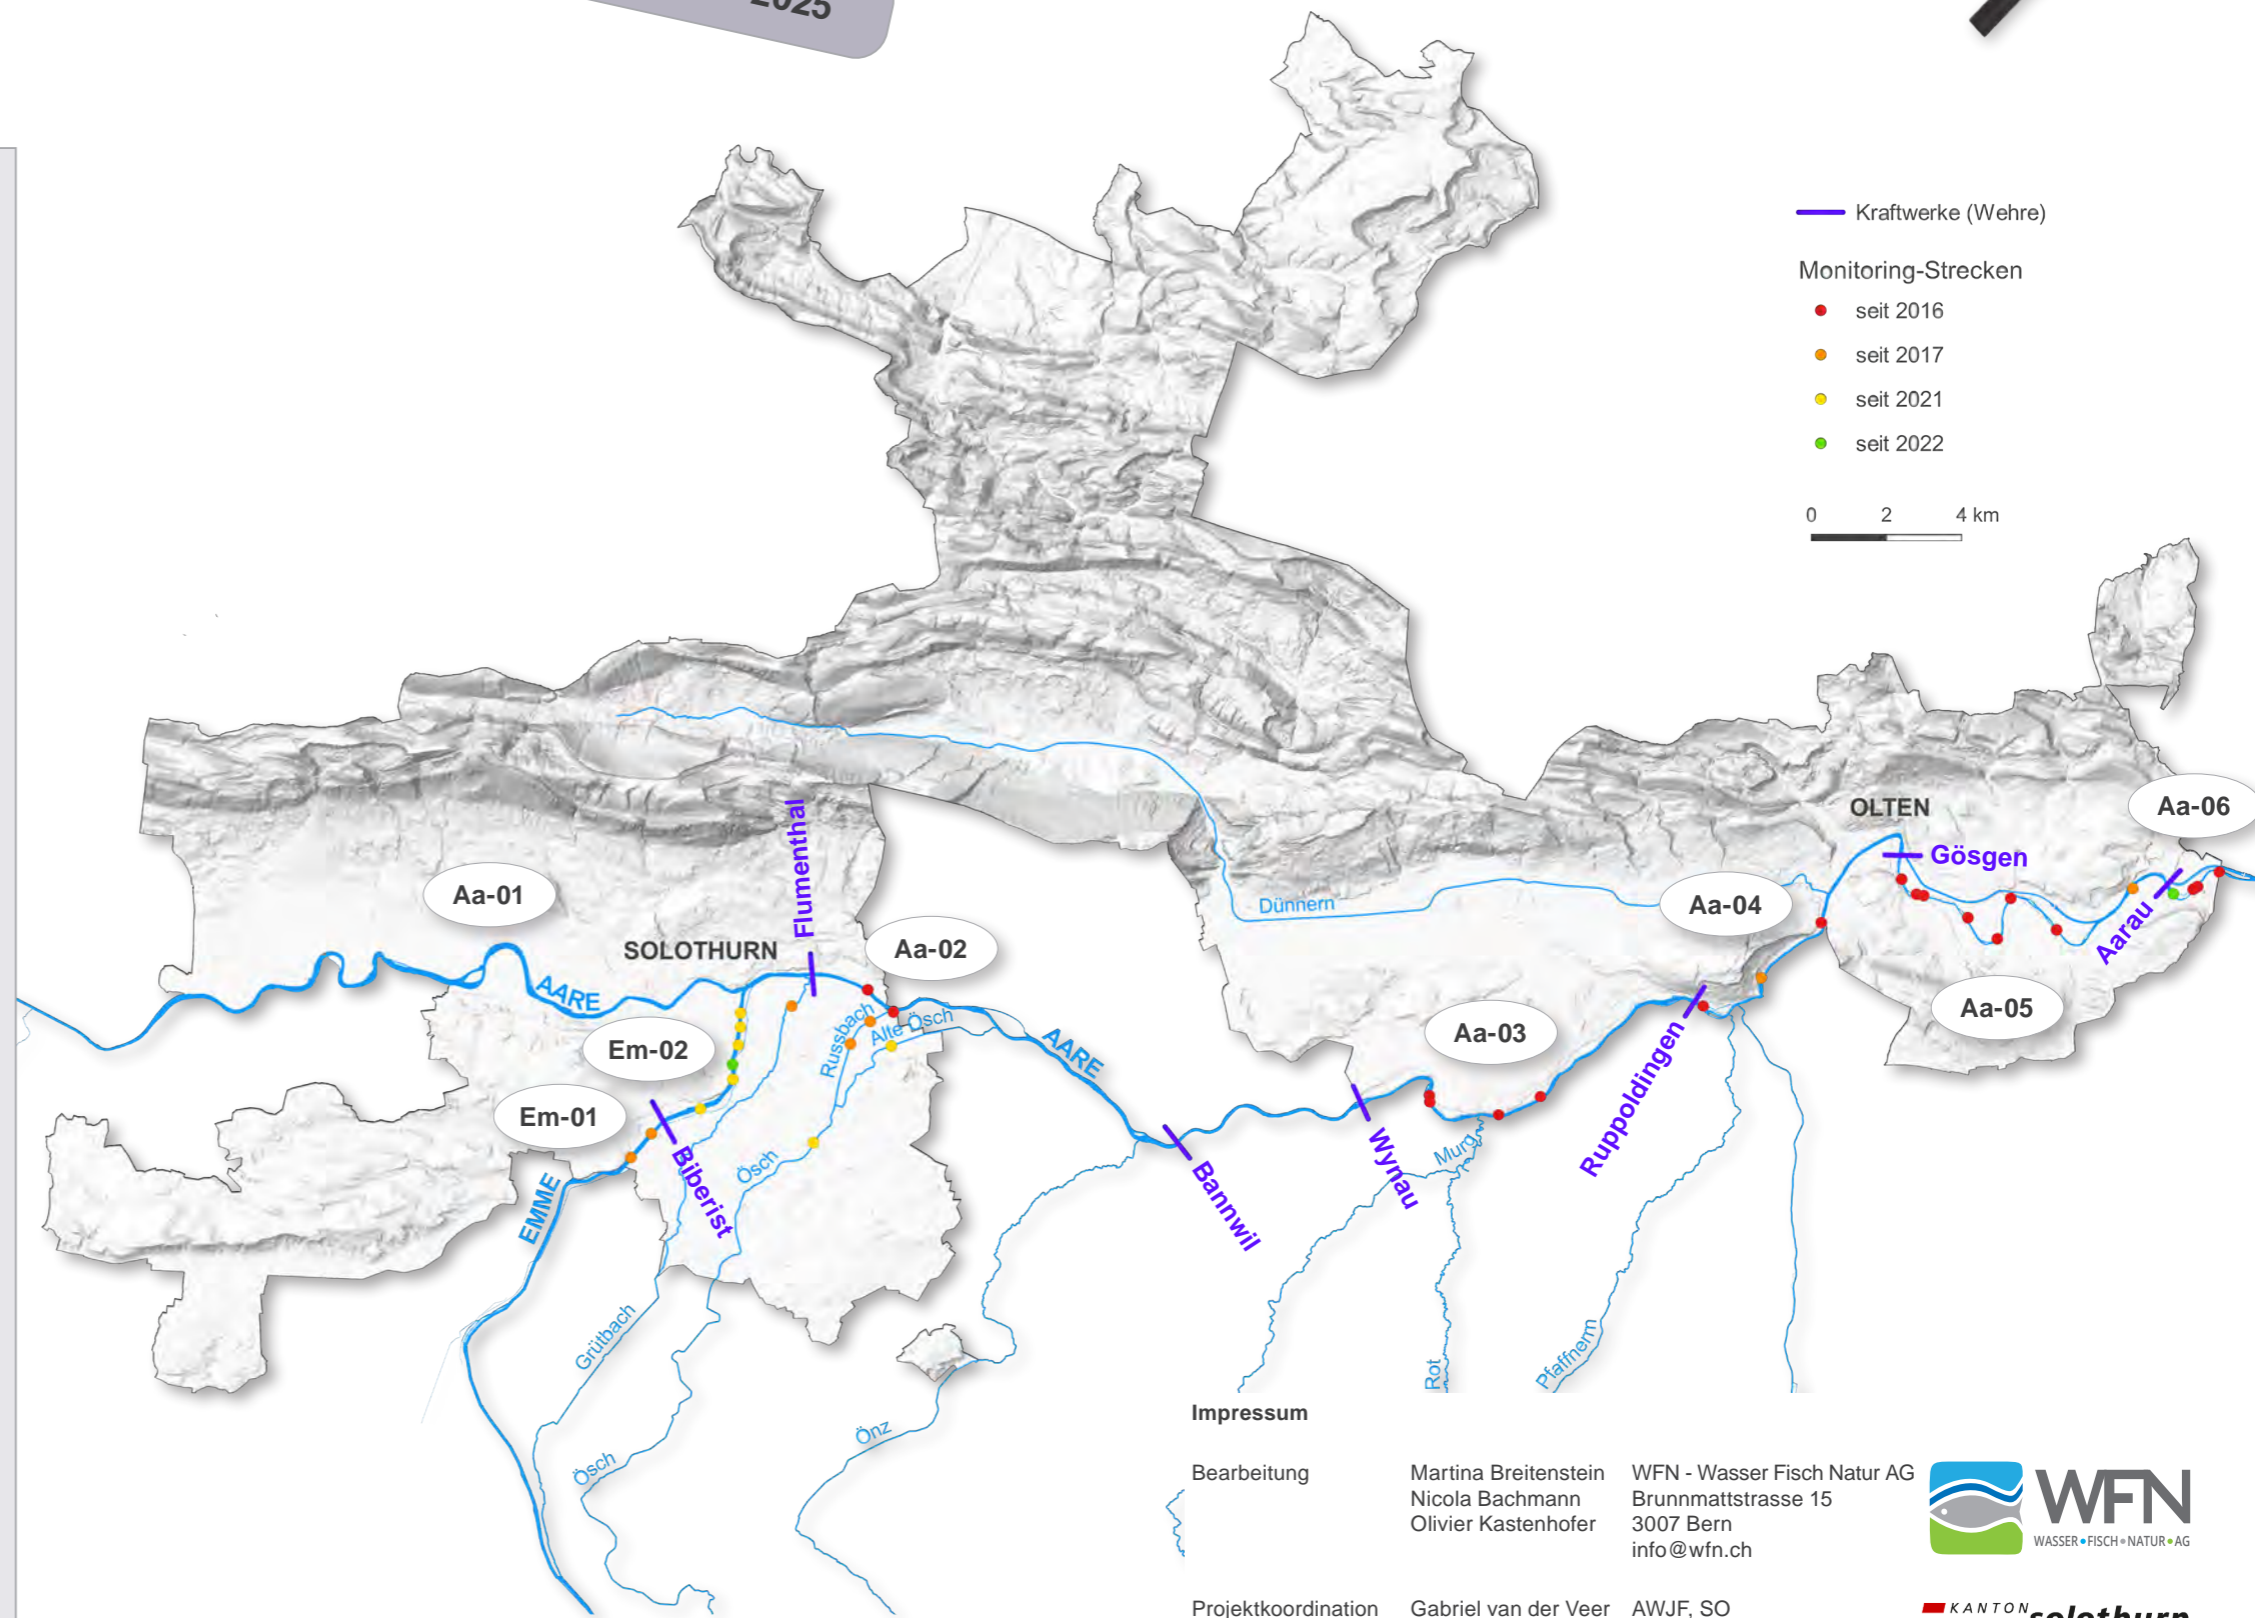 2025
Kraftwerke (Wehre)
Monitoring-Strecken
seit 2016
seit 2017
seit 2021
seit 2022
0 2 4 km
Flumenthal
OLTEN
Aa-06
Gösgen
Aa-01
Dünnern
Aa-04
Aarau
SOLOTHURN
Aa-02
AARE
Aa-05
Russbach
Alte Ösch
Em-02
AARE
Aa-03
Ruppoldingen
Em-01
Biberist
Ösch
Wynau
Murg
EMME
Bannwil
Grütbach
Rot
Pfaffnern
Önz
Ösch
Impressum
Bearbeitung Martina Breitenstein WFN - Wasser Fisch Natur AG
Nicola Bachmann Brunnmattstrasse 15
Olivier Kastenhofer 3007 Bern
info@wfn.ch
WFN
WASSER•FISCH•NATUR•AG
Projektkoordination Gabriel van der Veer AWJF, SO
KANTON solothurn